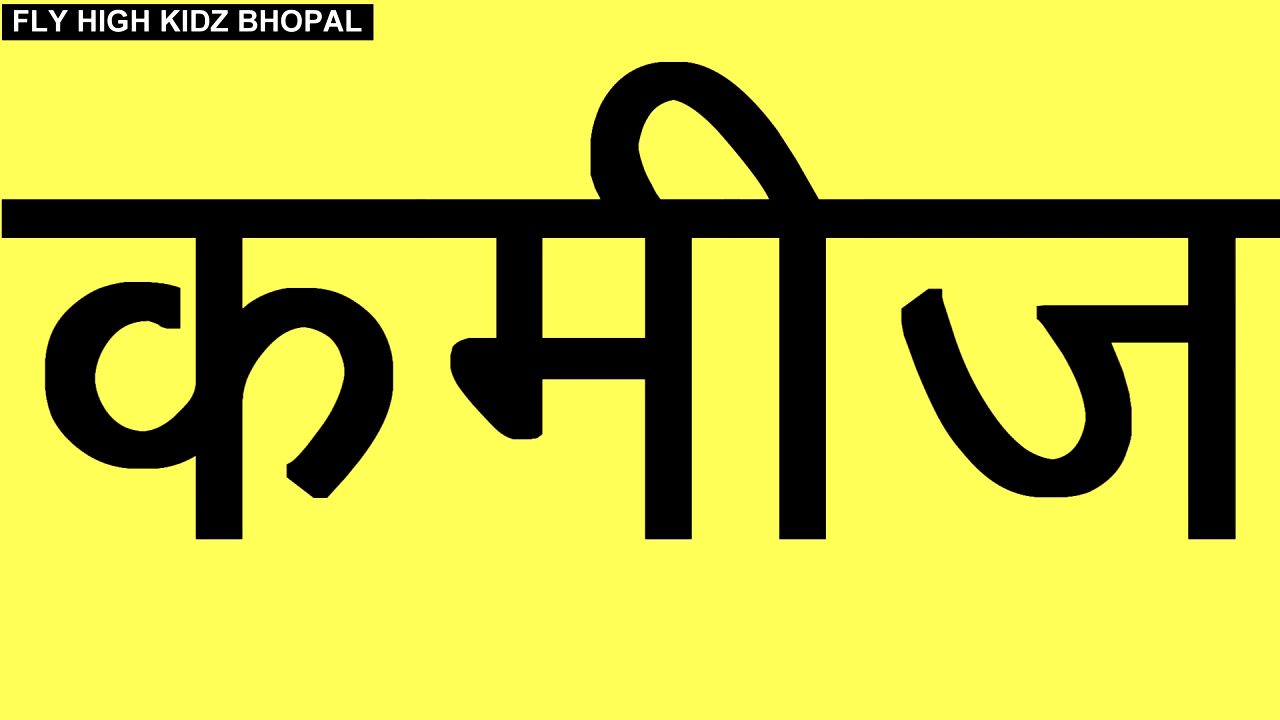 FLY HIGH KIDZ BHOPAL
कमीज